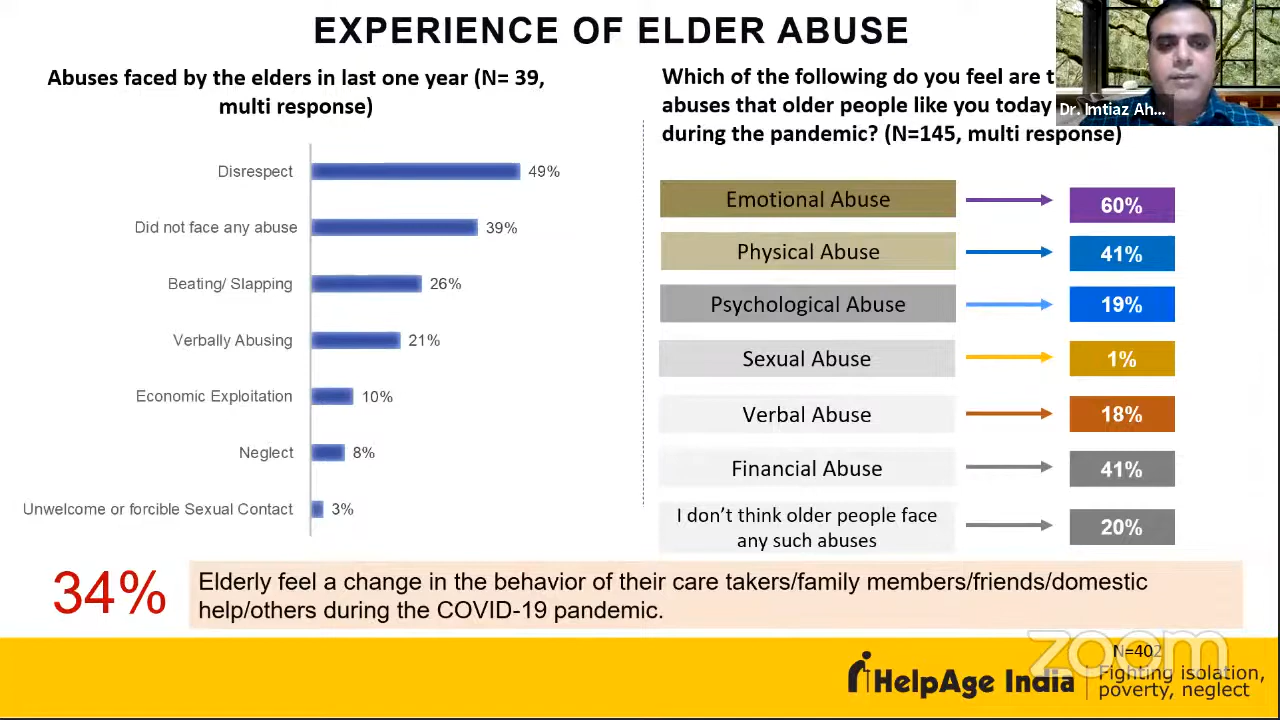 EXPERIENCE OF ELDER ABUSE
Abuses faced by the elders in last one year (N= 39,
multi response)
Disrespect 49%
Did not face any abuse 39%
Beating/ Slapping 26%
Verbally Abusing 21%
Economic Exploitation 10%
Neglect 8%
Unwelcome or forcible Sexual Contact 3%
Which of the following do you feel are
abuses that older people like you today
during the pandemic? (N=145, multi response)
Dr. Imtiaz Ah...
Emotional Abuse 60%
Physical Abuse 41%
Psychological Abuse 19%
Sexual Abuse 1%
Verbal Abuse 18%
Financial Abuse 41%
I don't think older people face
any such abuses 20%
34%
Elderly feel a change in the behavior of their care takers/family members/friends/domestic
help/others during the COVID-19 pandemic.
zoom
N=402
HelpAge India
Fighting isolation,
poverty, neglect